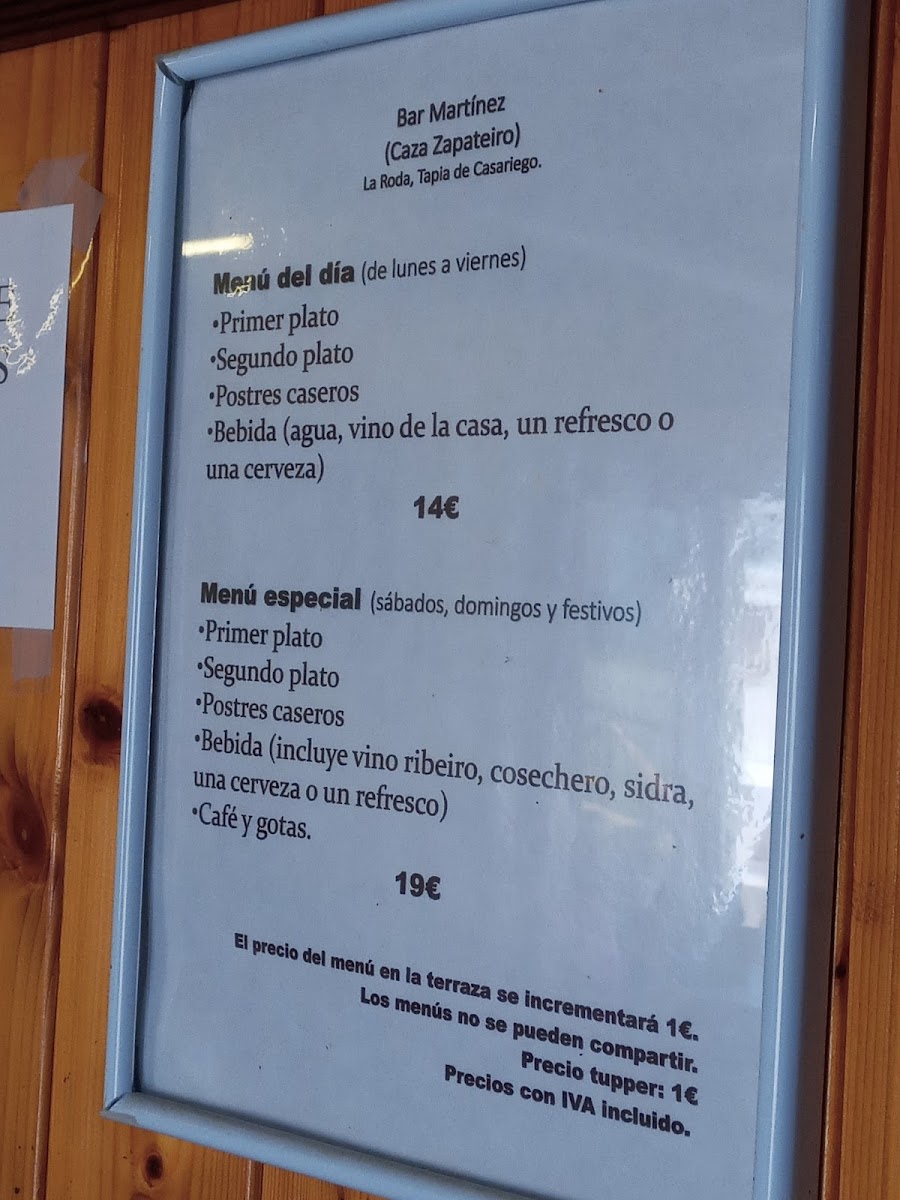 Bar Martínez
(Caza Zapateiro)
La Roda, Tapia de Casariego.
Menú del día (de lunes a viernes)
•Primer plato
•Segundo plato
•Postres caseros
•Bebida (agua, vino de la casa, un refresco o
una cerveza)
14€
Menú especial (sábados, domingos y festivos)
•Primer plato
•Segundo plato
•Postres caseros
•Bebida (incluye vino ribeiro, cosechero, sidra,
una cerveza o un refresco)
•Café y gotas.
19€
El precio del menú en la terraza se incrementará 1€.
Los menús no se pueden compartir.
Precio tupper: 1€
Precios con IVA incluido.